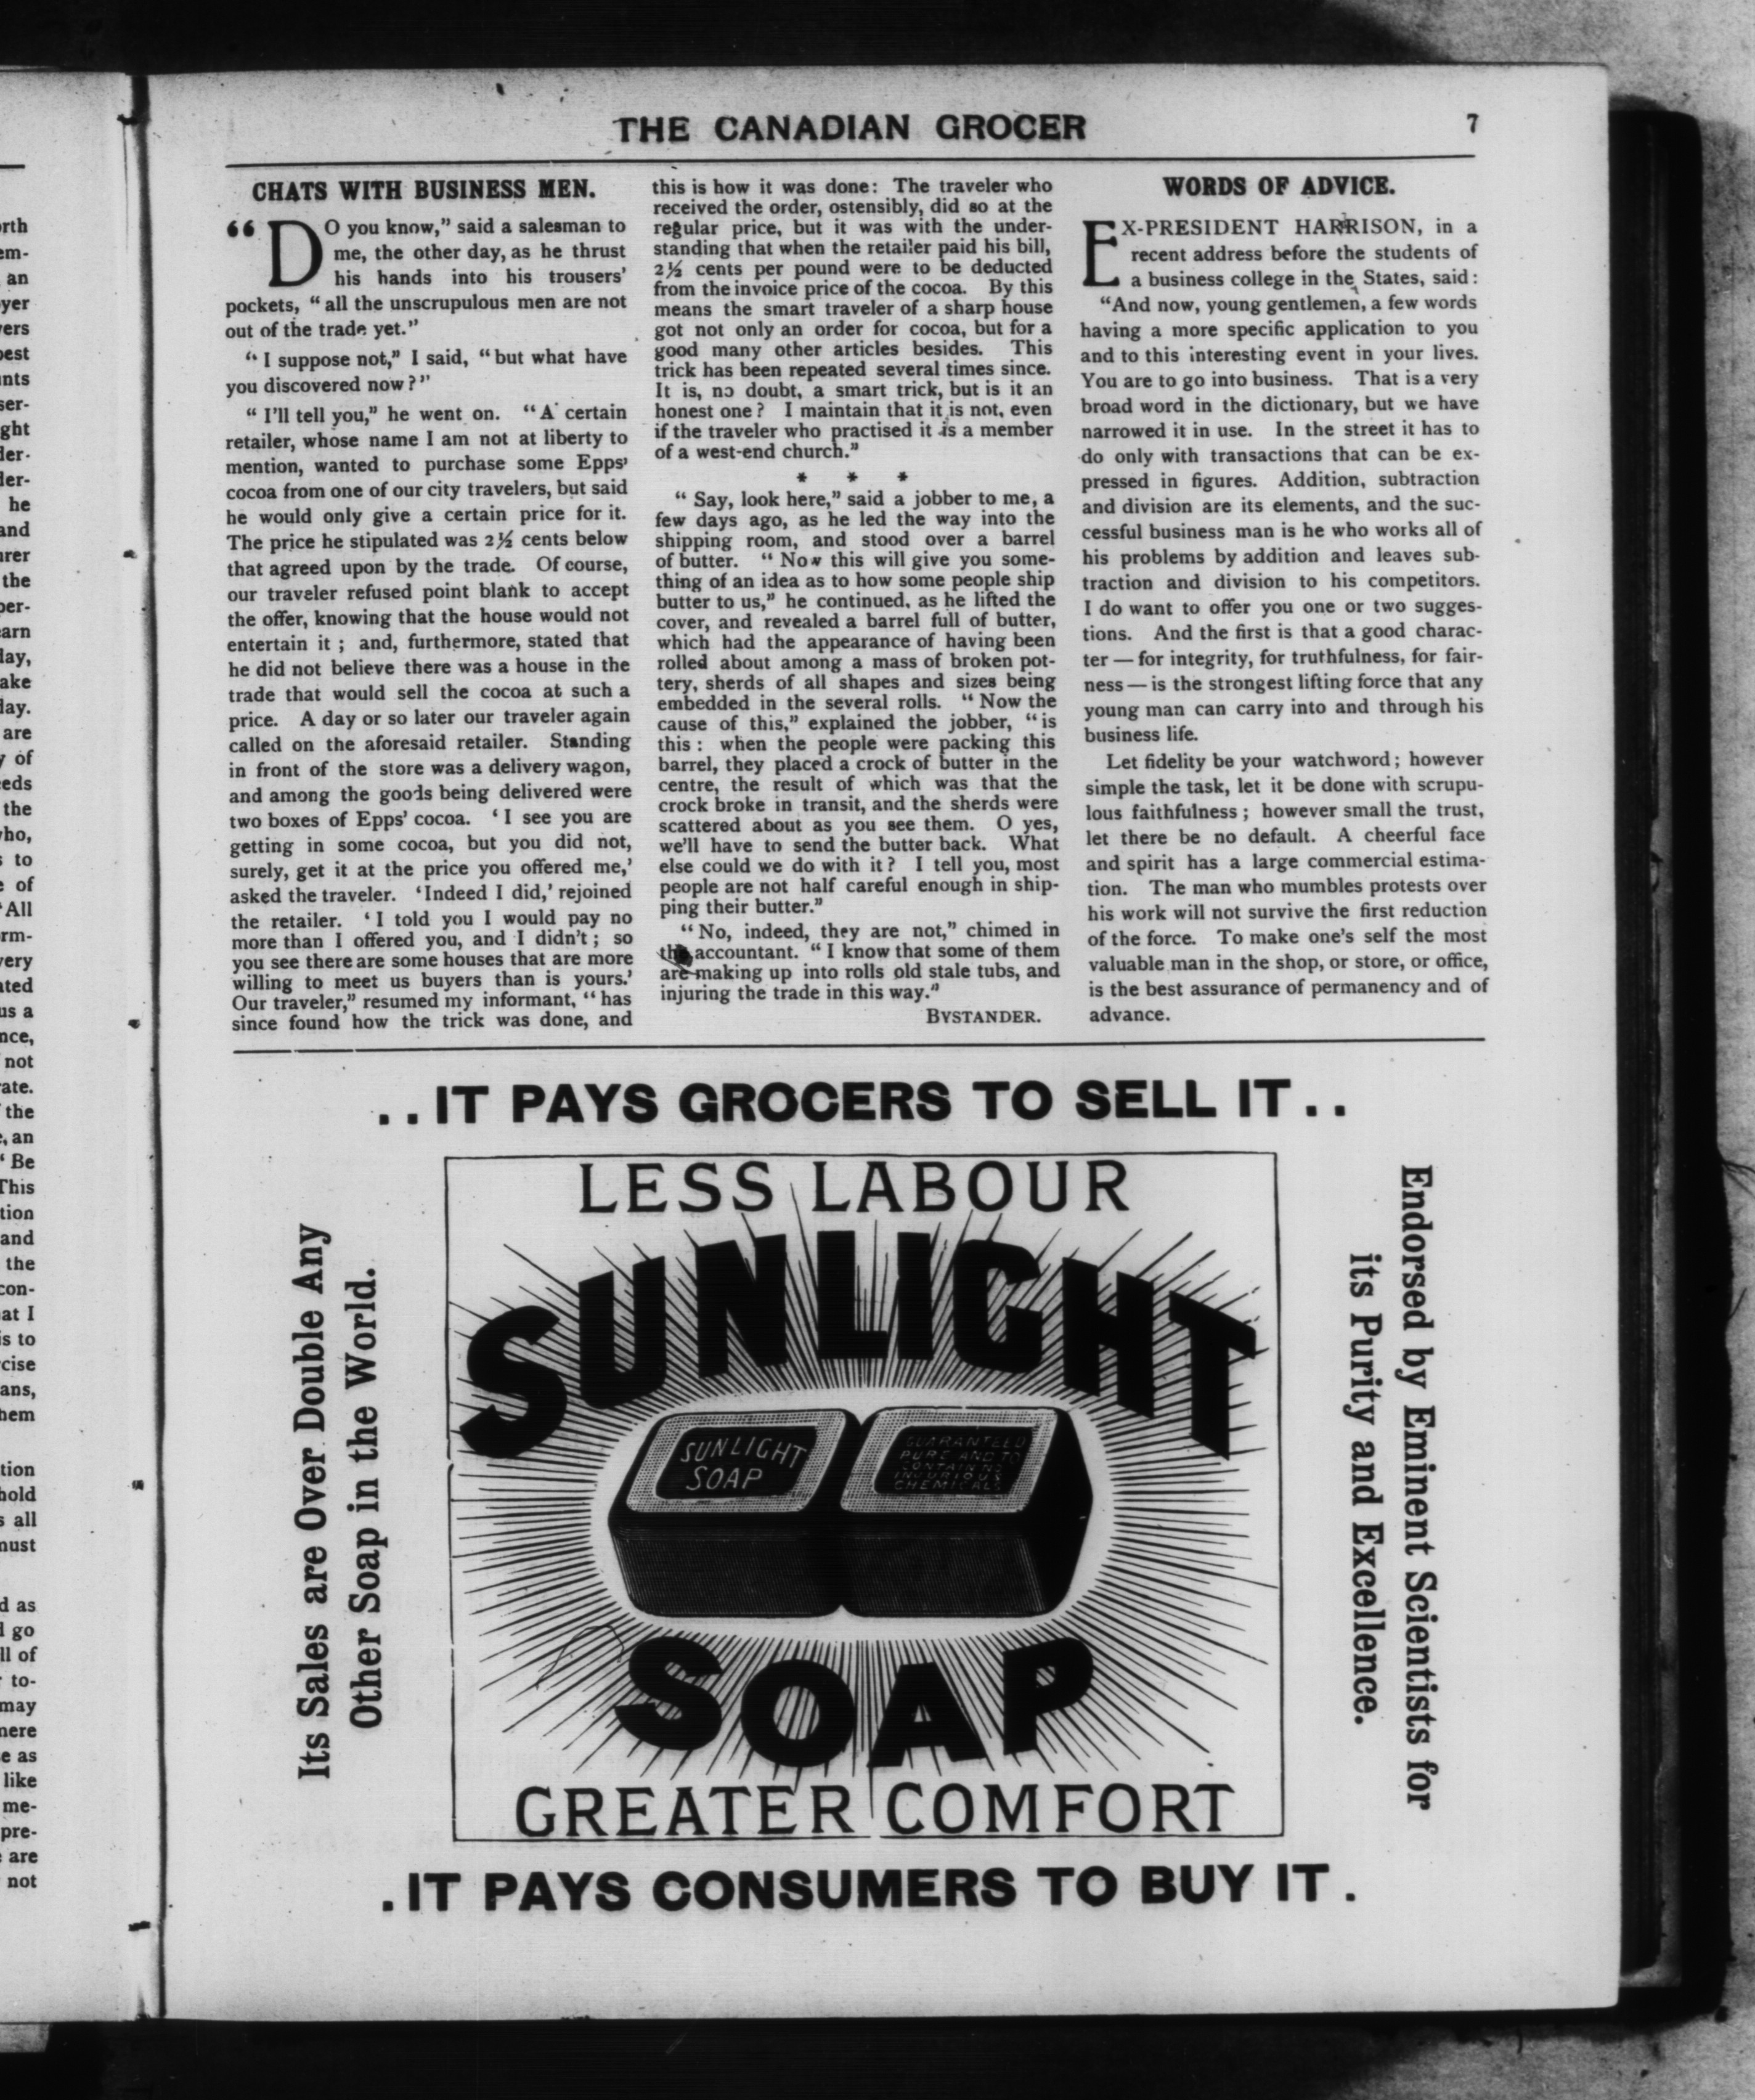 THE CANADIAN GROCER
7
CHATS WITH BUSINESS MEN.
“DO you know,” said a salesman to
me, the other day, as he thrust
his hands into his trousers’
pockets, “all the unscrupulous men are not
out of the trade yet.”
“I suppose not,” I said, “but what have
you discovered now?”
“I'll tell you,” he went on. “A certain
retailer, whose name I am not at liberty to
mention, wanted to purchase some Epps’
cocoa from one of our city travelers, but said
he would only give a certain price for it.
The price he stipulated was 2½ cents below
that agreed upon by the trade. Of course,
our traveler refused point blank to accept
the offer, knowing that the house would not
entertain it; and, furthermore, stated that
he did not believe there was a house in the
trade that would sell the cocoa at such a
price. A day or so later our traveler again
called on the aforesaid retailer. Standing
in front of the store was a delivery wagon,
and among the goods being delivered were
two boxes of Epps’ cocoa. ‘I see you are
getting in some cocoa, but you did not,
surely, get it at the price you offered me,’
asked the traveler. ‘Indeed I did,’ rejoined
the retailer. ‘I told you I would pay no
more than I offered you, and I didn't; so
you see there are some houses that are more
willing to meet us buyers than is yours.’
Our traveler,” resumed my informant, “has
since found how the trick was done, and
this is how it was done: The traveler who
received the order, ostensibly, did so at the
regular price, but it was with the under-
standing that when the retailer paid his bill,
2½ cents per pound were to be deducted
from the invoice price of the cocoa. By this
means the smart traveler of a sharp house
got not only an order for cocoa, but for a
good many other articles besides. This
trick has been repeated several times since.
It is, no doubt, a smart trick, but is it an
honest one? I maintain that it is not, even
if the traveler who practised it is a member
of a west-end church.”
* * *
“Say, look here,” said a jobber to me, a
few days ago, as he led the way into the
shipping room, and stood over a barrel
of butter. “Now this will give you some-
thing of an idea as to how some people ship
butter to us,” he continued, as he lifted the
cover, and revealed a barrel full of butter,
which had the appearance of having been
rolled about among a mass of broken pot-
tery, sherds of all shapes and sizes being
embedded in the several rolls. “Now the
cause of this,” explained the jobber, “is
this: when the people were packing this
barrel, they placed a crock of butter in the
centre, the result of which was that the
crock broke in transit, and the sherds were
scattered about as you see them. O yes,
we'll have to send the butter back. What
else could we do with it? I tell you, most
people are not half careful enough in ship-
ping their butter.”
“No, indeed, they are not,” chimed in
the accountant. “I know that some of them
are making up into rolls old stale tubs, and
injuring the trade in this way.”
BYSTANDER.
WORDS OF ADVICE.
EX-PRESIDENT HARRISON, in a
recent address before the students of
a business college in the States, said:
“And now, young gentlemen, a few words
having a more specific application to you
and to this interesting event in your lives.
You are to go into business. That is a very
broad word in the dictionary, but we have
narrowed it in use. In the street it has to
do only with transactions that can be ex-
pressed in figures. Addition, subtraction
and division are its elements, and the suc-
cessful business man is he who works all of
his problems by addition and leaves sub-
traction and division to his competitors.
I do want to offer you one or two sugges-
tions. And the first is that a good charac-
ter — for integrity, for truthfulness, for fair-
ness — is the strongest lifting force that any
young man can carry into and through his
business life.
Let fidelity be your watchword; however
simple the task, let it be done with scrupu-
lous faithfulness; however small the trust,
let there be no default. A cheerful face
and spirit has a large commercial estima-
tion. The man who mumbles protests over
his work will not survive the first reduction
of the force. To make one's self the most
valuable man in the shop, or store, or office,
is the best assurance of permanency and of
advance.
..IT PAYS GROCERS TO SELL IT..
Its Sales are Over Double Any
Other Soap in the World.
LESS LABOUR
SUNLIGHT
SUNLIGHT
SOAP
GUARANTEED
PURE AND TO
CONTAIN NO
INJURIOUS
CHEMICALS
SOAP
GREATER COMFORT
Endorsed by Eminent Scientists for
its Purity and Excellence.
.IT PAYS CONSUMERS TO BUY IT.